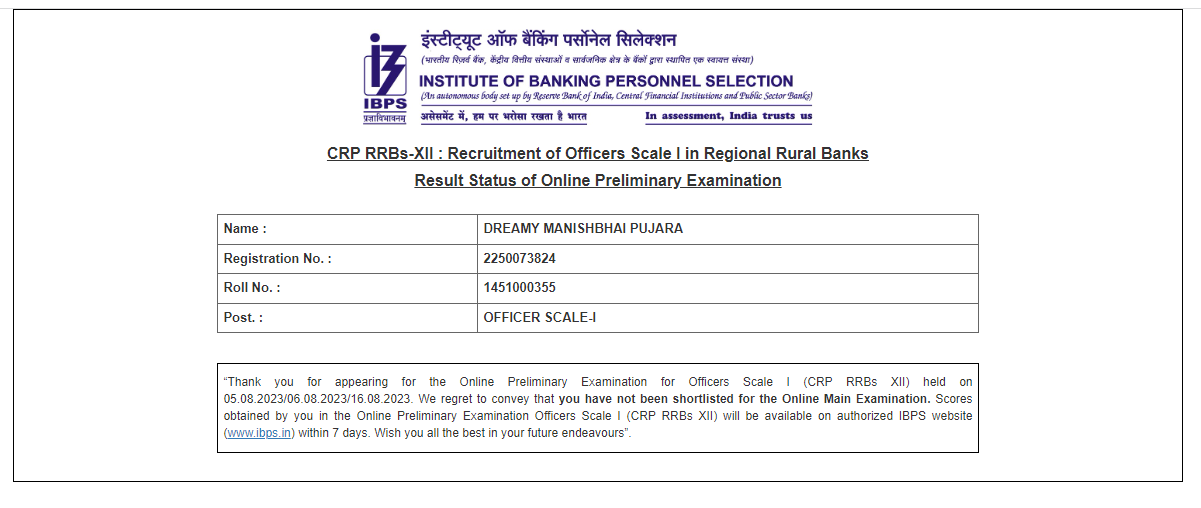 इंस्टीट्यूट ऑफ बैंकिंग पर्सोनेल सिलेक्शन
(भारतीय रिज़र्व बैंक, केंद्रीय वित्तीय संस्थाओं व सार्वजनिक क्षेत्र के बैंकों द्वारा स्थापित एक स्वायत्त संस्था)
INSTITUTE OF BANKING PERSONNEL SELECTION
(An autonomous body set up by Reserve Bank of India, Central Financial Institutions and Public Sector Banks)
IBPS
प्रज्ञाविभावनम् असेसमेंट में, हम पर भरोसा रखता है भारत In assessment, India trusts us
CRP RRBs-XII : Recruitment of Officers Scale I in Regional Rural Banks
Result Status of Online Preliminary Examination
Name : DREAMY MANISHBHAI PUJARA
Registration No. : 2250073824
Roll No. : 1451000355
Post. : OFFICER SCALE-I
“Thank you for appearing for the Online Preliminary Examination for Officers Scale I (CRP RRBs XII) held on
05.08.2023/06.08.2023/16.08.2023. We regret to convey that you have not been shortlisted for the Online Main Examination. Scores
obtained by you in the Online Preliminary Examination Officers Scale I (CRP RRBs XII) will be available on authorized IBPS website
(www.ibps.in) within 7 days. Wish you all the best in your future endeavours”.